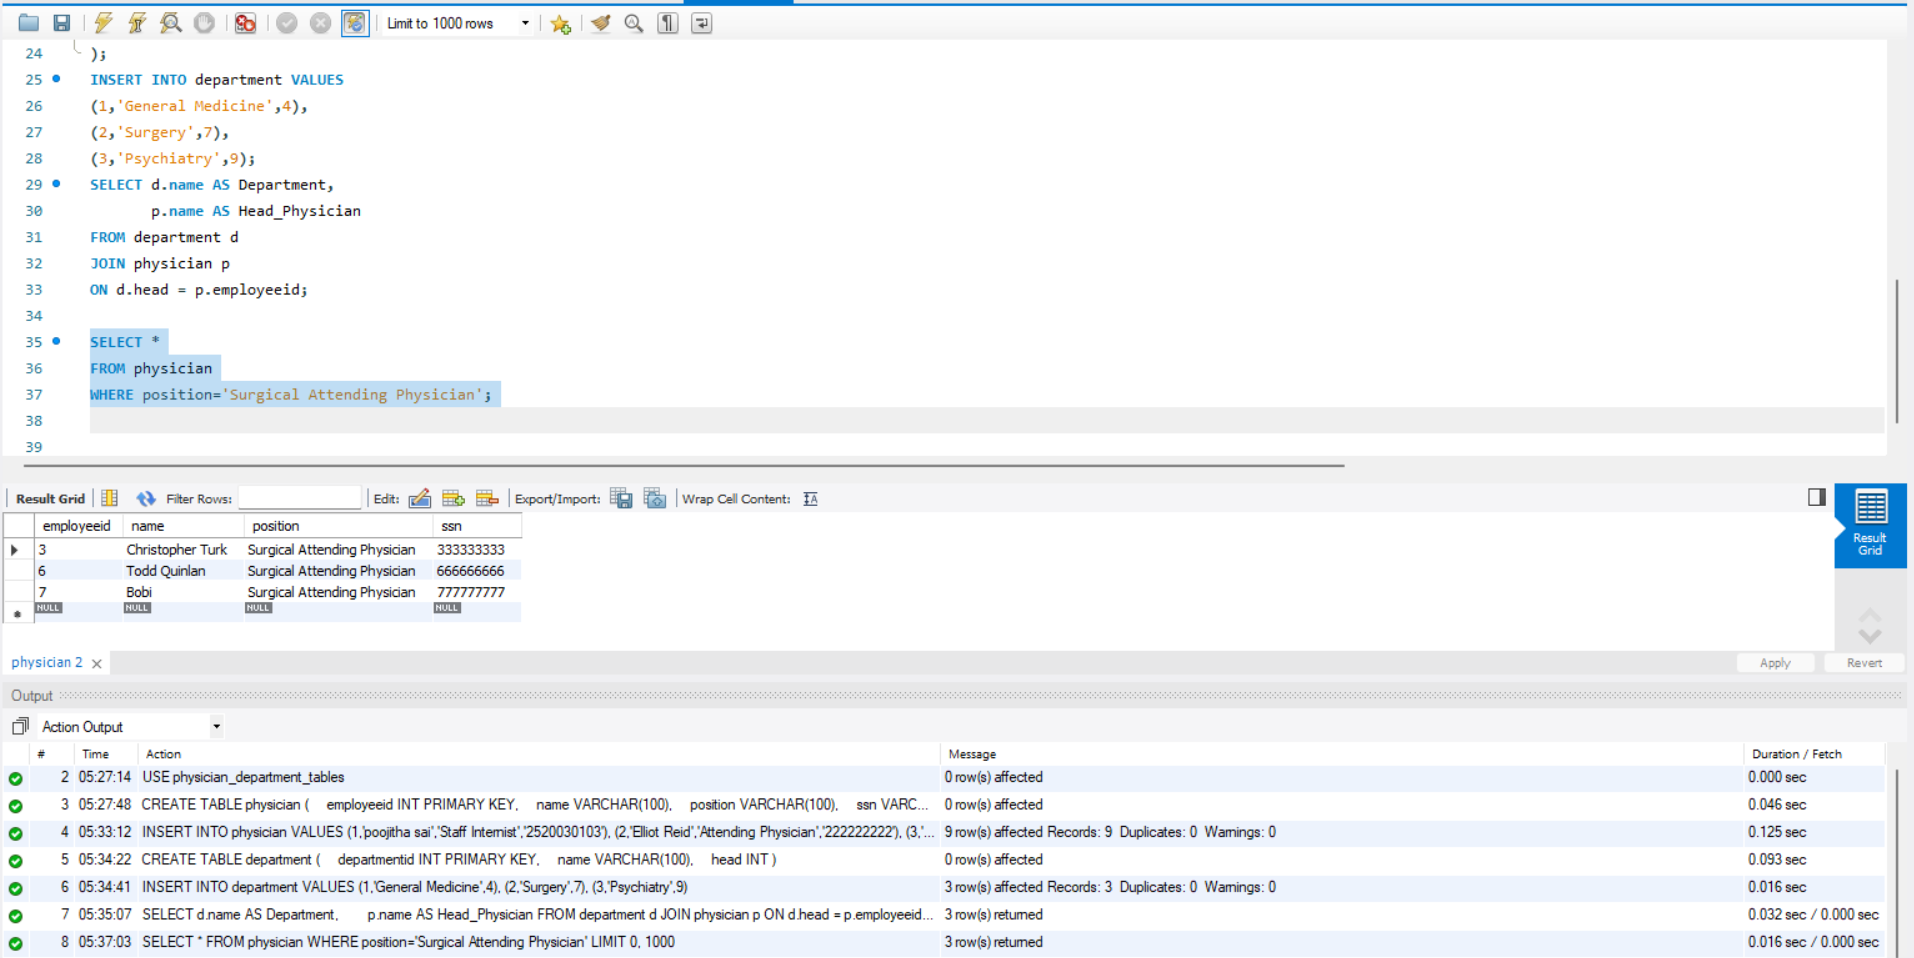 Limit to 1000 rows
24 );
25 INSERT INTO department VALUES
26 (1,'General Medicine',4),
27 (2,'Surgery',7),
28 (3,'Psychiatry',9);
29 SELECT d.name AS Department,
30 p.name AS Head_Physician
31 FROM department d
32 JOIN physician p
33 ON d.head = p.employeeid;
34
35 SELECT *
36 FROM physician
37 WHERE position='Surgical Attending Physician';
38
39
Result Grid Filter Rows: Edit: Export/Import: Wrap Cell Content: IA
Result Grid
employeeid name position ssn
3 Christopher Turk Surgical Attending Physician 333333333
6 Todd Quinlan Surgical Attending Physician 666666666
7 Bobi Surgical Attending Physician 777777777
NULL NULL NULL NULL
physician 2 Apply Revert
Output
Action Output
# Time Action Message Duration / Fetch
2 05:27:14 USE physician_department_tables 0 row(s) affected 0.000 sec
3 05:27:48 CREATE TABLE physician ( employeeid INT PRIMARY KEY, name VARCHAR(100), position VARCHAR(100), ssn VARC... 0 row(s) affected 0.046 sec
4 05:33:12 INSERT INTO physician VALUES (1,'poojitha sai','Staff Internist','2520030103'), (2,'Elliot Reid','Attending Physician','222222222'), (3,'... 9 row(s) affected Records: 9 Duplicates: 0 Warnings: 0 0.125 sec
5 05:34:22 CREATE TABLE department ( departmentid INT PRIMARY KEY, name VARCHAR(100), head INT ) 0 row(s) affected 0.093 sec
6 05:34:41 INSERT INTO department VALUES (1,'General Medicine',4), (2,'Surgery',7), (3,'Psychiatry',9) 3 row(s) affected Records: 3 Duplicates: 0 Warnings: 0 0.016 sec
7 05:35:07 SELECT d.name AS Department, p.name AS Head_Physician FROM department d JOIN physician p ON d.head = p.employeeid... 3 row(s) returned 0.032 sec / 0.000 sec
8 05:37:03 SELECT * FROM physician WHERE position='Surgical Attending Physician' LIMIT 0, 1000 3 row(s) returned 0.016 sec / 0.000 sec